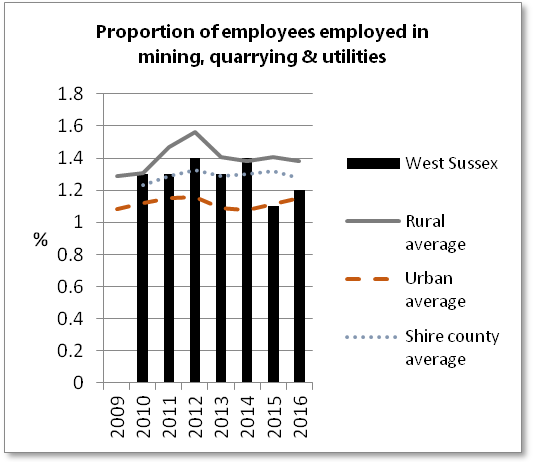 Proportion of employees employed in
mining, quarrying & utilities
1.8
1.6
1.4
1.2
1
0.8
0.6
0.4
0.2
0
%
2009
2010
2011
2012
2013
2014
2015
2016
West Sussex
Rural
average
Urban
average
Shire county
average